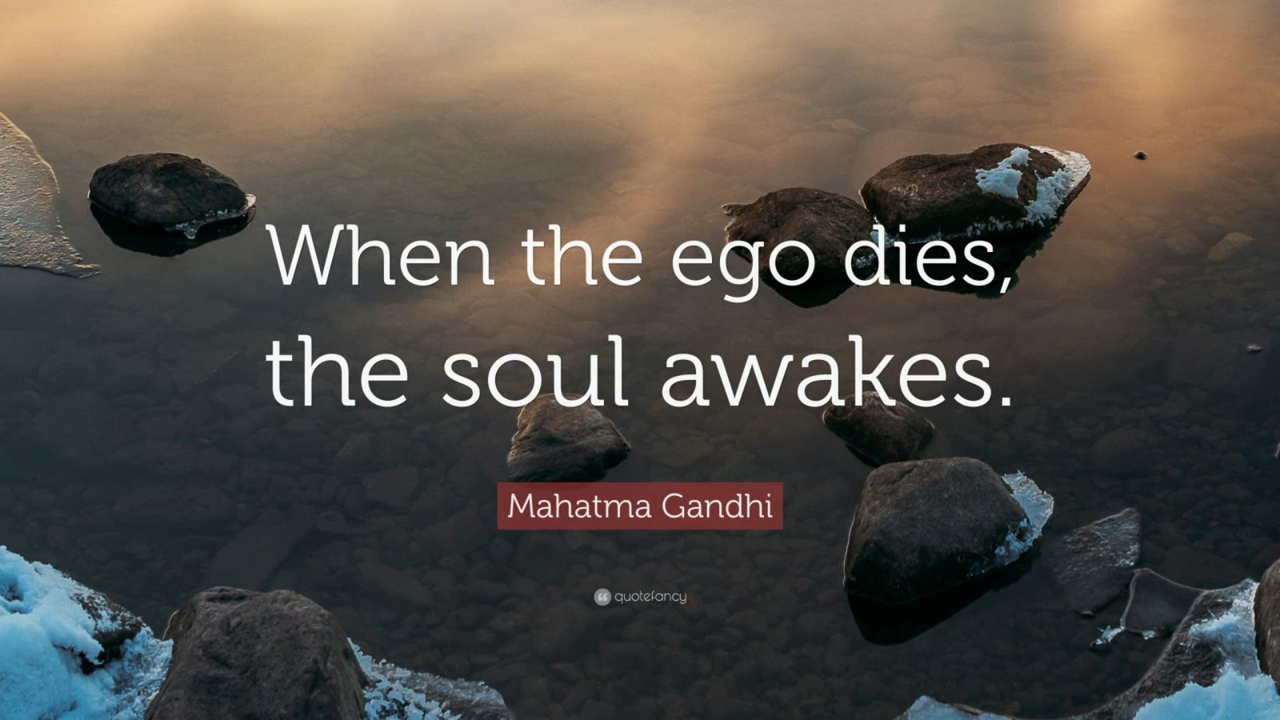 When the ego dies,
the soul awakes.
Mahatma Gandhi
quotefancy